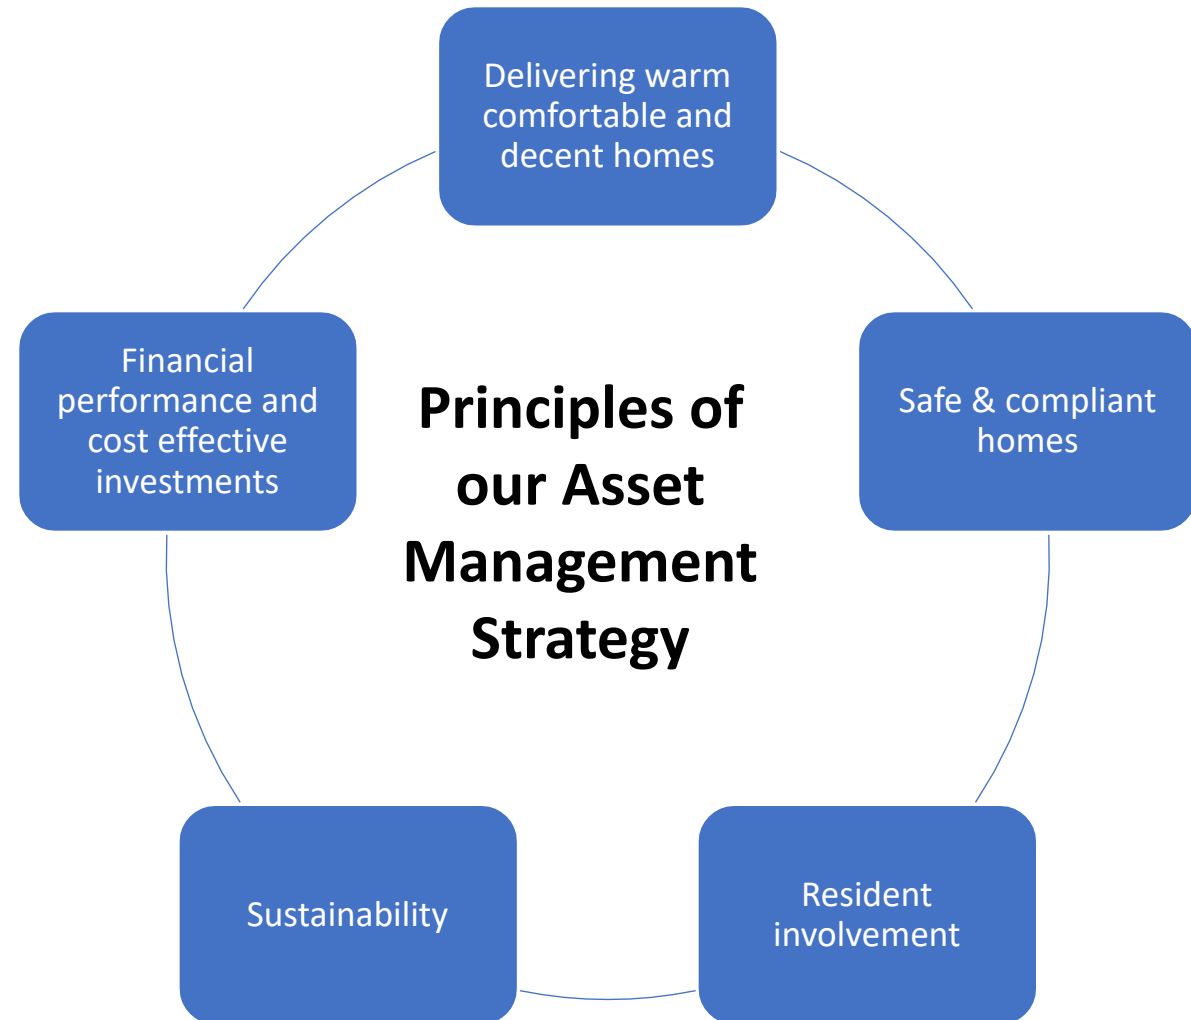 Delivering warm
comfortable and
decent homes
Financial
performance and
cost effective
investments
Principles of
our Asset
Management
Strategy
Safe & compliant
homes
Sustainability
Resident
involvement